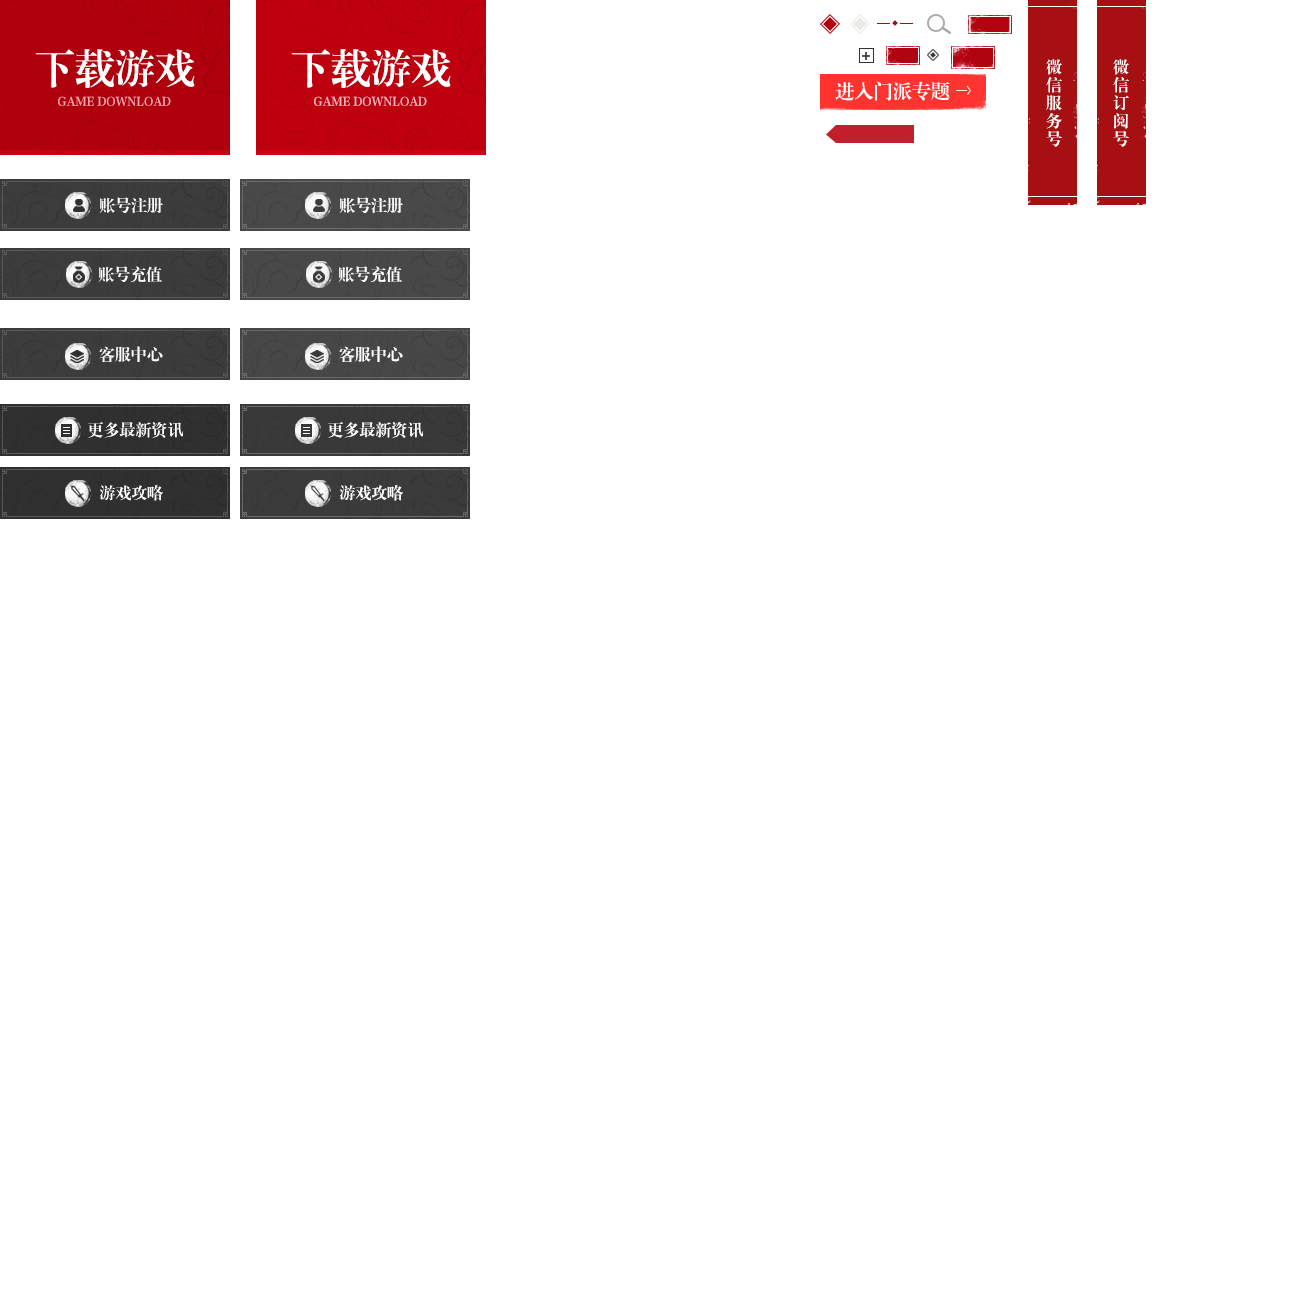 下载游戏
GAME DOWNLOAD
下载游戏
GAME DOWNLOAD
进入门派专题
微信服务号
微信订阅号
账号注册
账号注册
账号充值
账号充值
客服中心
客服中心
更多最新资讯
更多最新资讯
游戏攻略
游戏攻略